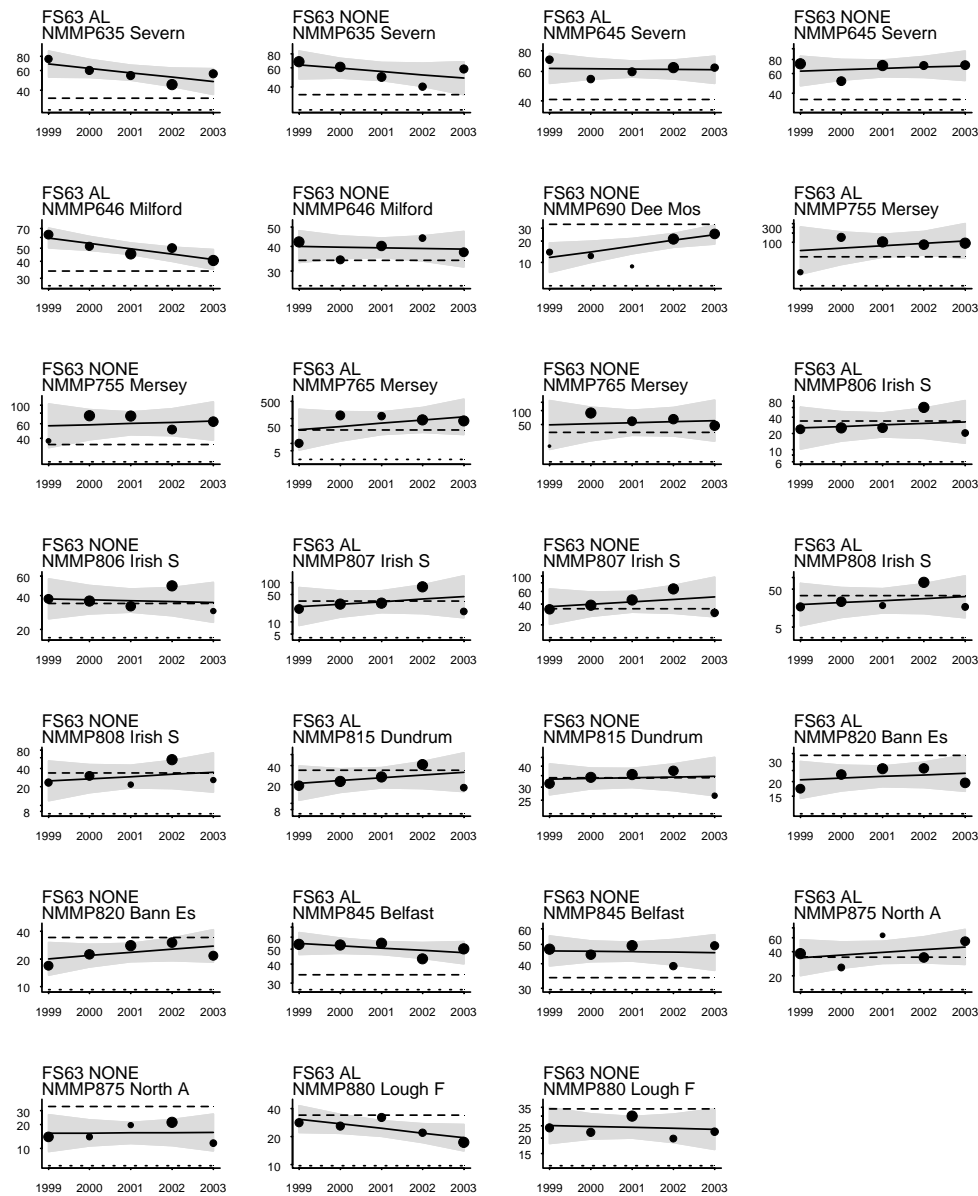 FS63 AL
NMMP635 Severn
80
60
40
1999 2000 2001 2002 2003
FS63 NONE
NMMP635 Severn
80
60
40
1999 2000 2001 2002 2003
FS63 AL
NMMP645 Severn
80
60
40
1999 2000 2001 2002 2003
FS63 NONE
NMMP645 Severn
80
60
40
1999 2000 2001 2002 2003
FS63 AL
NMMP646 Milford
70
50
40
30
1999 2000 2001 2002 2003
FS63 NONE
NMMP646 Milford
50
40
30
1999 2000 2001 2002 2003
FS63 NONE
NMMP690 Dee Mos
30
20
10
1999 2000 2001 2002 2003
FS63 AL
NMMP755 Mersey
300
100
1999 2000 2001 2002 2003
FS63 NONE
NMMP755 Mersey
100
60
40
1999 2000 2001 2002 2003
FS63 AL
NMMP765 Mersey
500
50
5
1999 2000 2001 2002 2003
FS63 NONE
NMMP765 Mersey
100
50
1999 2000 2001 2002 2003
FS63 AL
NMMP806 Irish S
80
40
20
10
6
1999 2000 2001 2002 2003
FS63 NONE
NMMP806 Irish S
60
40
20
1999 2000 2001 2002 2003
FS63 AL
NMMP807 Irish S
100
50
10
5
1999 2000 2001 2002 2003
FS63 NONE
NMMP807 Irish S
100
60
40
20
1999 2000 2001 2002 2003
FS63 AL
NMMP808 Irish S
50
5
1999 2000 2001 2002 2003
FS63 NONE
NMMP808 Irish S
80
40
20
8
1999 2000 2001 2002 2003
FS63 AL
NMMP815 Dundrum
40
20
8
1999 2000 2001 2002 2003
FS63 NONE
NMMP815 Dundrum
40
30
25
1999 2000 2001 2002 2003
FS63 AL
NMMP820 Bann Es
30
20
15
1999 2000 2001 2002 2003
FS63 NONE
NMMP820 Bann Es
40
20
10
1999 2000 2001 2002 2003
FS63 AL
NMMP845 Belfast
60
50
40
30
1999 2000 2001 2002 2003
FS63 NONE
NMMP845 Belfast
60
50
40
30
1999 2000 2001 2002 2003
FS63 AL
NMMP875 North A
60
40
20
1999 2000 2001 2002 2003
FS63 NONE
NMMP875 North A
30
20
10
1999 2000 2001 2002 2003
FS63 AL
NMMP880 Lough F
40
20
10
1999 2000 2001 2002 2003
FS63 NONE
NMMP880 Lough F
35
25
20
15
1999 2000 2001 2002 2003